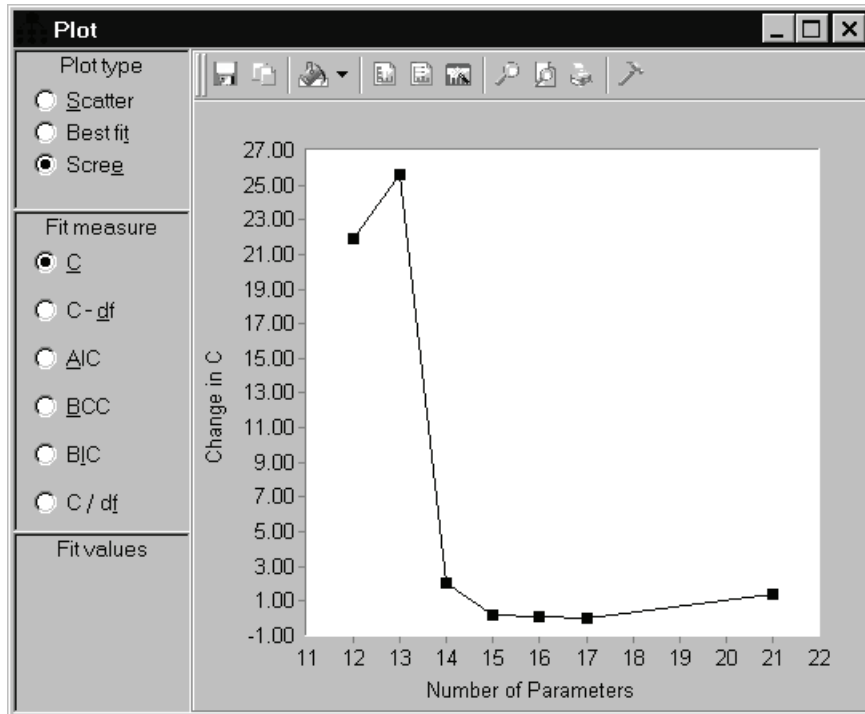 Plot
Plot type
Scatter
Best fit
Scree
Fit measure
C
C - df
AIC
BCC
BIC
C / df
Fit values
27.00
25.00
23.00
21.00
19.00
17.00
15.00
13.00
11.00
9.00
7.00
5.00
3.00
1.00
-1.00
Change in C
11 12 13 14 15 16 17 18 19 20 21 22
Number of Parameters